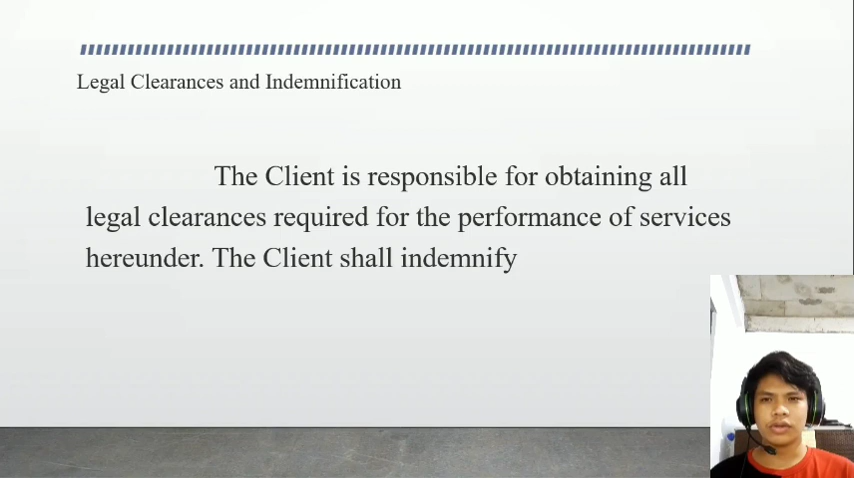 Legal Clearances and Indemnification
The Client is responsible for obtaining all
legal clearances required for the performance of services
hereunder. The Client shall indemnify